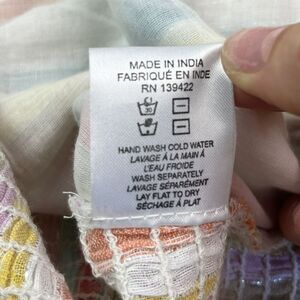 MADE IN INDIA
FABRIQUÉ EN INDE
RN 139422
30
HAND WASH COLD WATER
LAVAGE À LA MAIN À
L'EAU FROIDE
WASH SEPARATELY
LAVAGE SÉPARÉMENT
LAY FLAT TO DRY
SÉCHAGE À PLAT